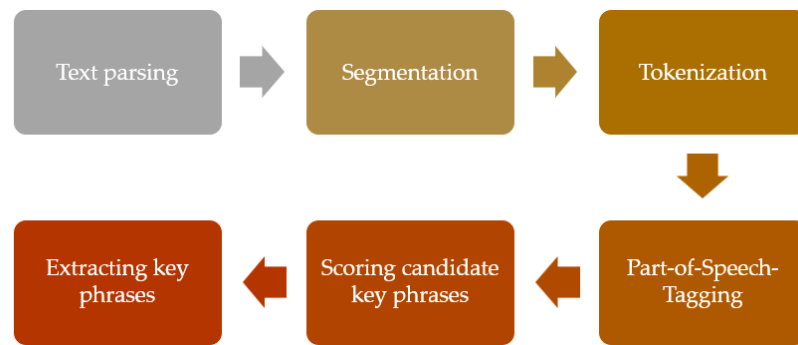 Text parsing
Segmentation
Tokenization
Part-of-Speech-
Tagging
Scoring candidate
key phrases
Extracting key
phrases